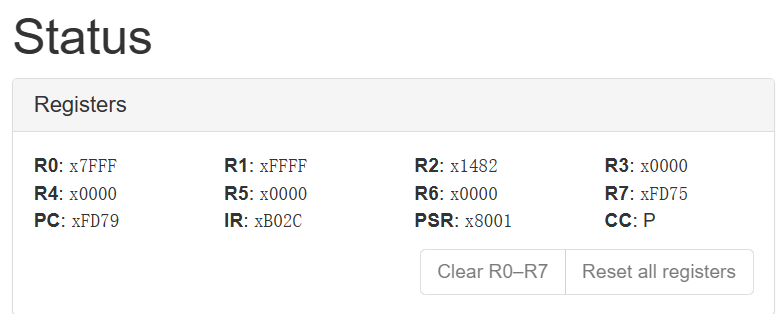 Status
Registers
R0: x7FFF R1: xFFFF R2: x1482 R3: x0000
R4: x0000 R5: x0000 R6: x0000 R7: xFD75
PC: xFD79 IR: xB02C PSR: x8001 CC: P
Clear R0–R7 Reset all registers